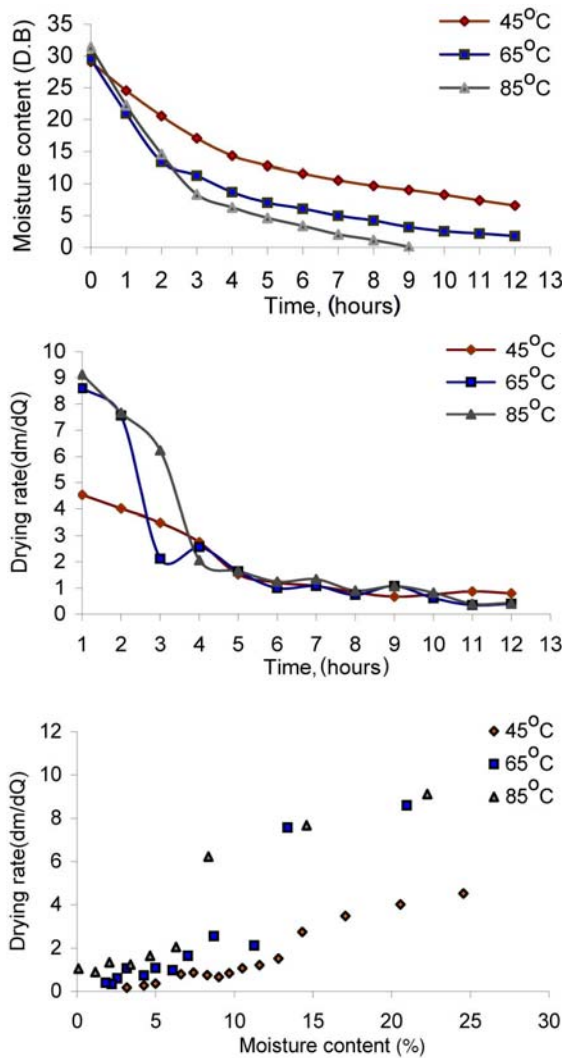 Moisture content (D.B)
35
30
25
20
15
10
5
0
0 1 2 3 4 5 6 7 8 9 10 11 12 13
Time, (hours)
45°C
65°C
85°C
Drying rate(dm/dQ)
10
9
8
7
6
5
4
3
2
1
0
1 2 3 4 5 6 7 8 9 10 11 12 13
Time, (hours)
45°C
65°C
85°C
Drying rate(dm/dQ)
12
10
8
6
4
2
0
0 5 10 15 20 25 30
Moisture content (%)
45°C
65°C
85°C